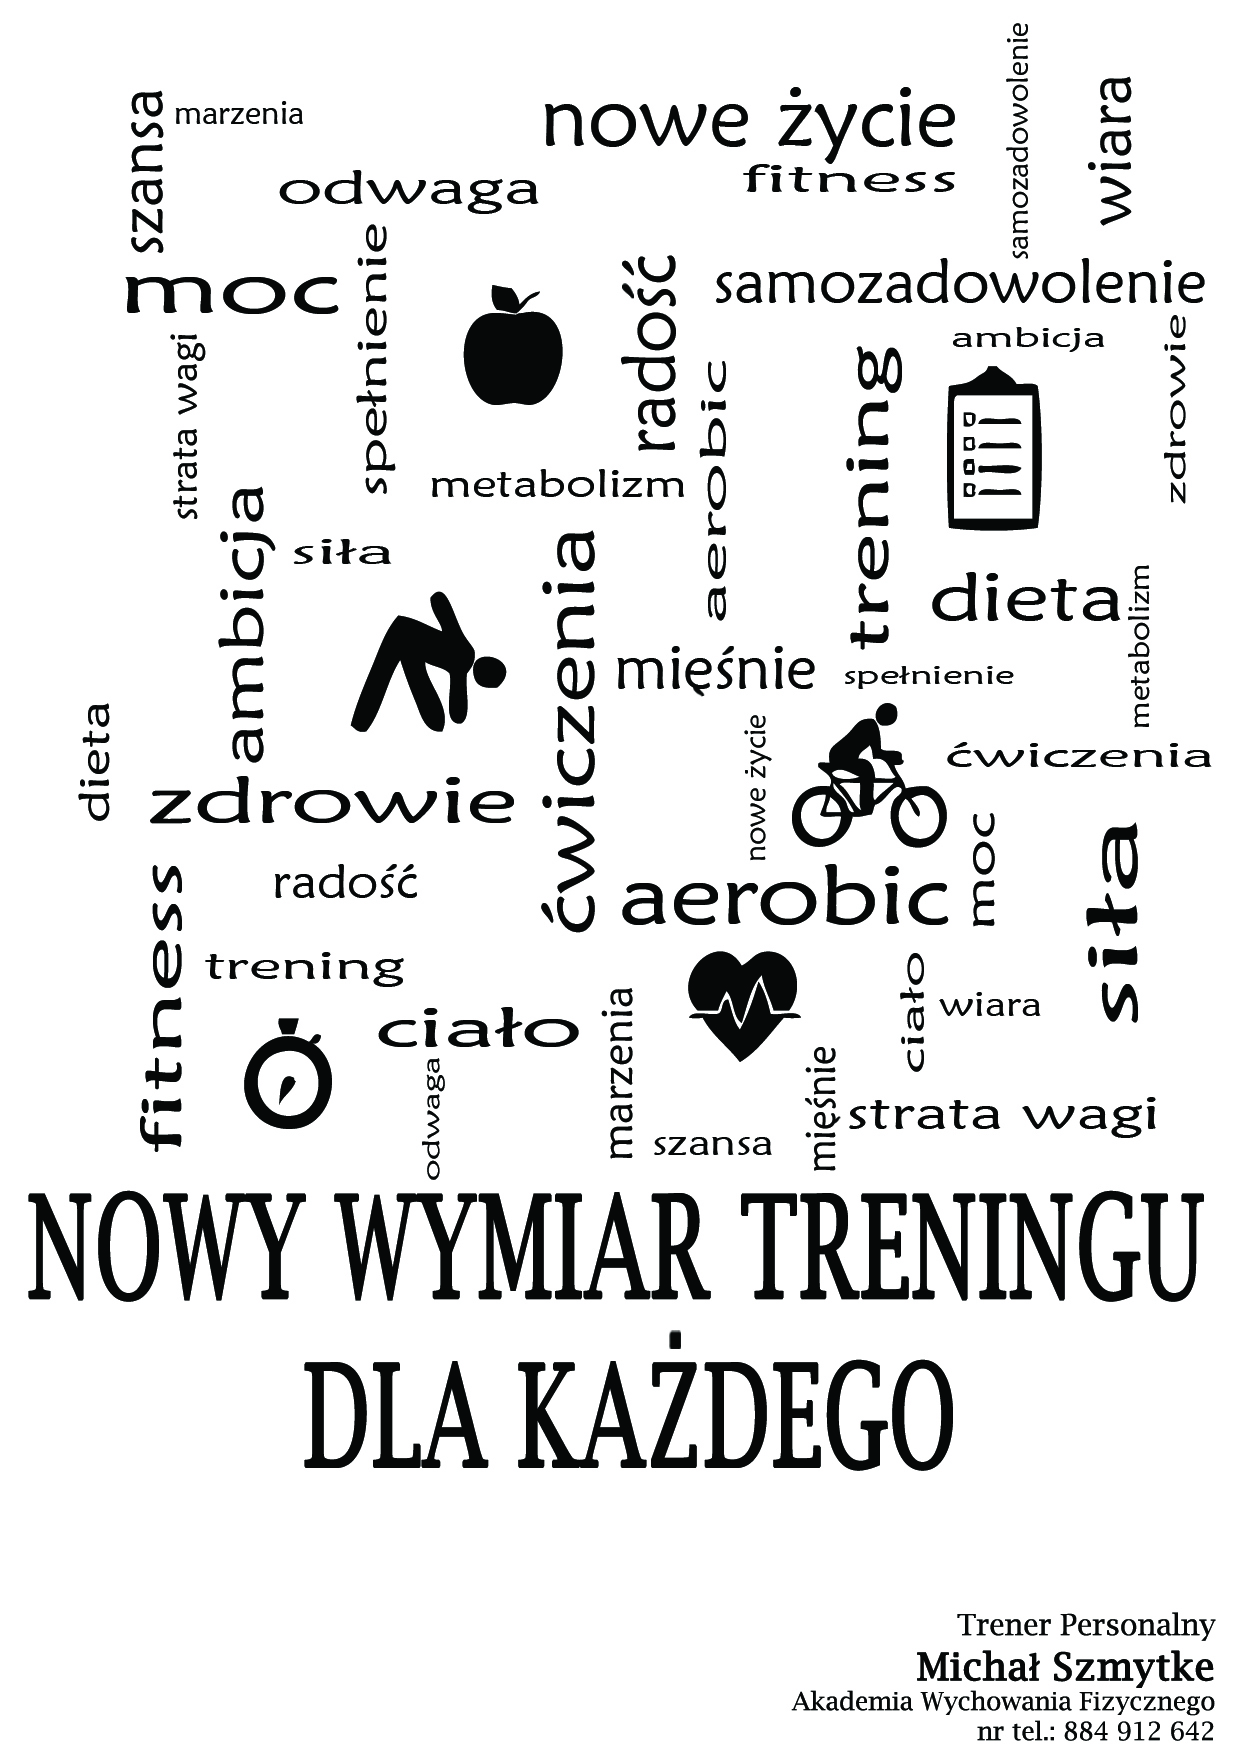 samozadowolenie
szansa
marzenia
nowe życie
wiara
odwaga
fitness
spełnienie
moc
radość
samozadowolenie
strata wagi
ambicja
zdrowie
trening
aerobic
metabolizm
ambicja
siła
ćwiczenia
dieta
metabolizm
mięśnie
spełnienie
dieta
nowe życie
ćwiczenia
zdrowie
moc
siła
fitness
radość
aerobic
trening
ciało
wiara
ciało
marzenia
odwaga
mięśnie
strata wagi
szansa
NOWY WYMIAR TRENINGU
DLA KAŻDEGO
Trener Personalny
Michał Szmytke
Akademia Wychowania Fizycznego
nr tel.: 884 912 642